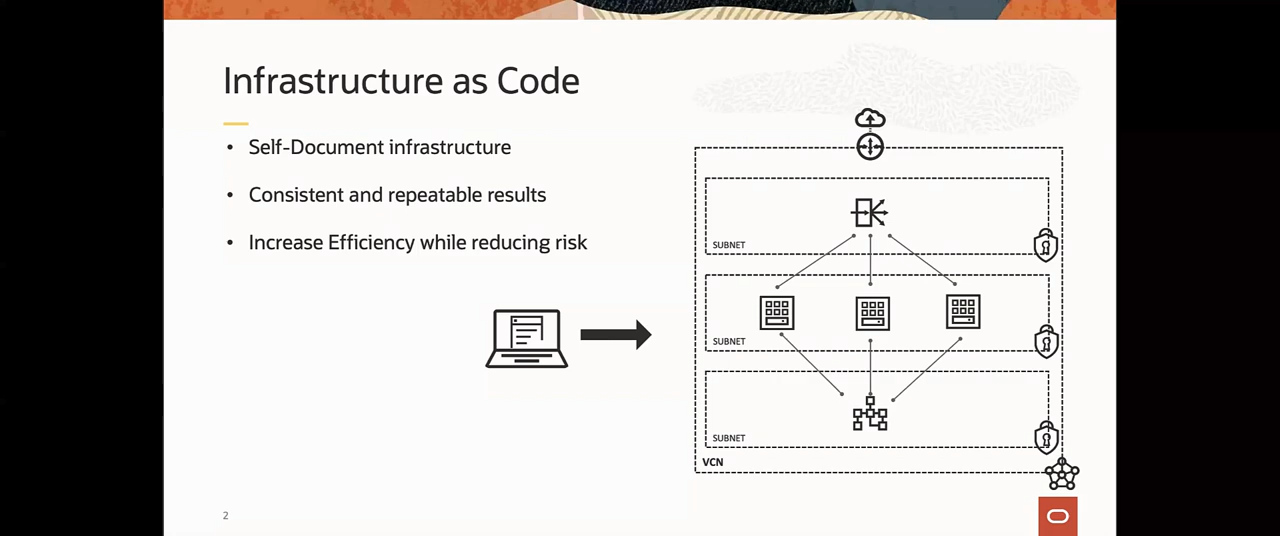 Infrastructure as Code
• Self-Document infrastructure
• Consistent and repeatable results
• Increase Efficiency while reducing risk
SUBNET
SUBNET
SUBNET
VCN
2